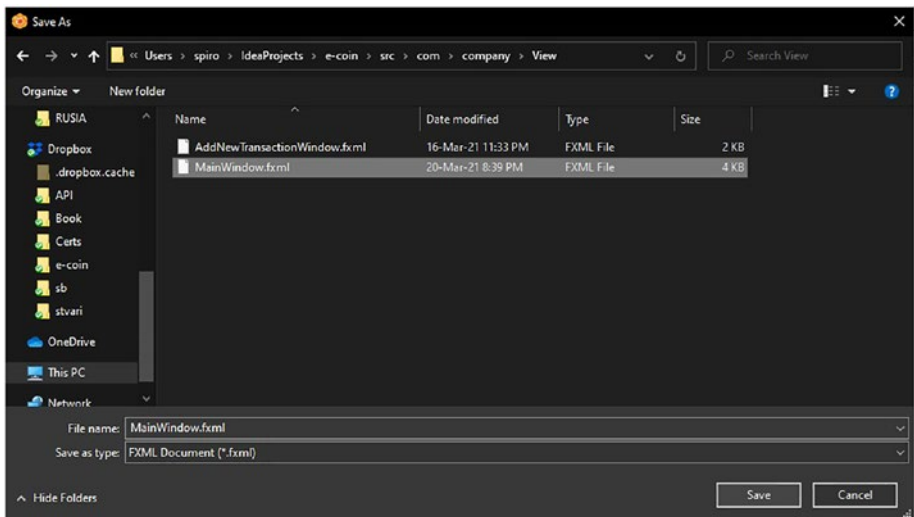 Save As
« Users › spiro › IdeaProjects › e-coin › src › com › company › View
Search View
Organize
New folder
Name Date modified Type Size
AddNewTransactionWindow.fxml 16-Mar-21 11:33 PM FXML File 2 KB
MainWindow.fxml 20-Mar-21 8:39 PM FXML File 4 KB
RUSIA
Dropbox
.dropbox.cache
API
Book
Certs
e-coin
sb
stvari
OneDrive
This PC
Network
File name: MainWindow.fxml
Save as type: FXML Document (*.fxml)
Hide Folders
Save
Cancel